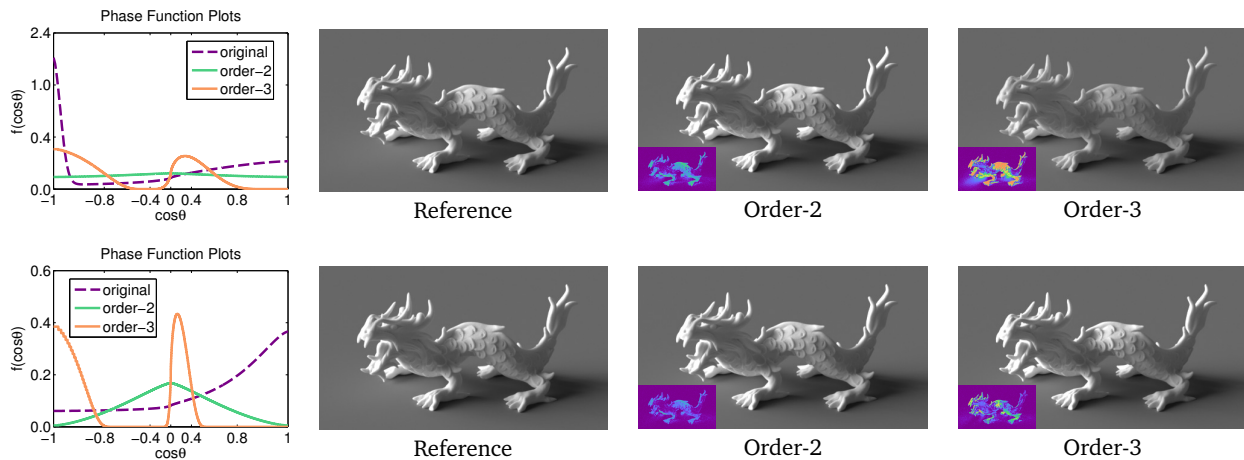 Phase Function Plots
2.4
1.0
0.4
0.0
f(cosθ)
original
order-2
order-3
−1 −0.8 −0.4 0 0.4 0.8 1
cosθ
Reference
Order-2
Order-3
Phase Function Plots
0.6
0.4
0.2
0.0
f(cosθ)
original
order-2
order-3
−1 −0.8 −0.4 0 0.4 0.8 1
cosθ
Reference
Order-2
Order-3